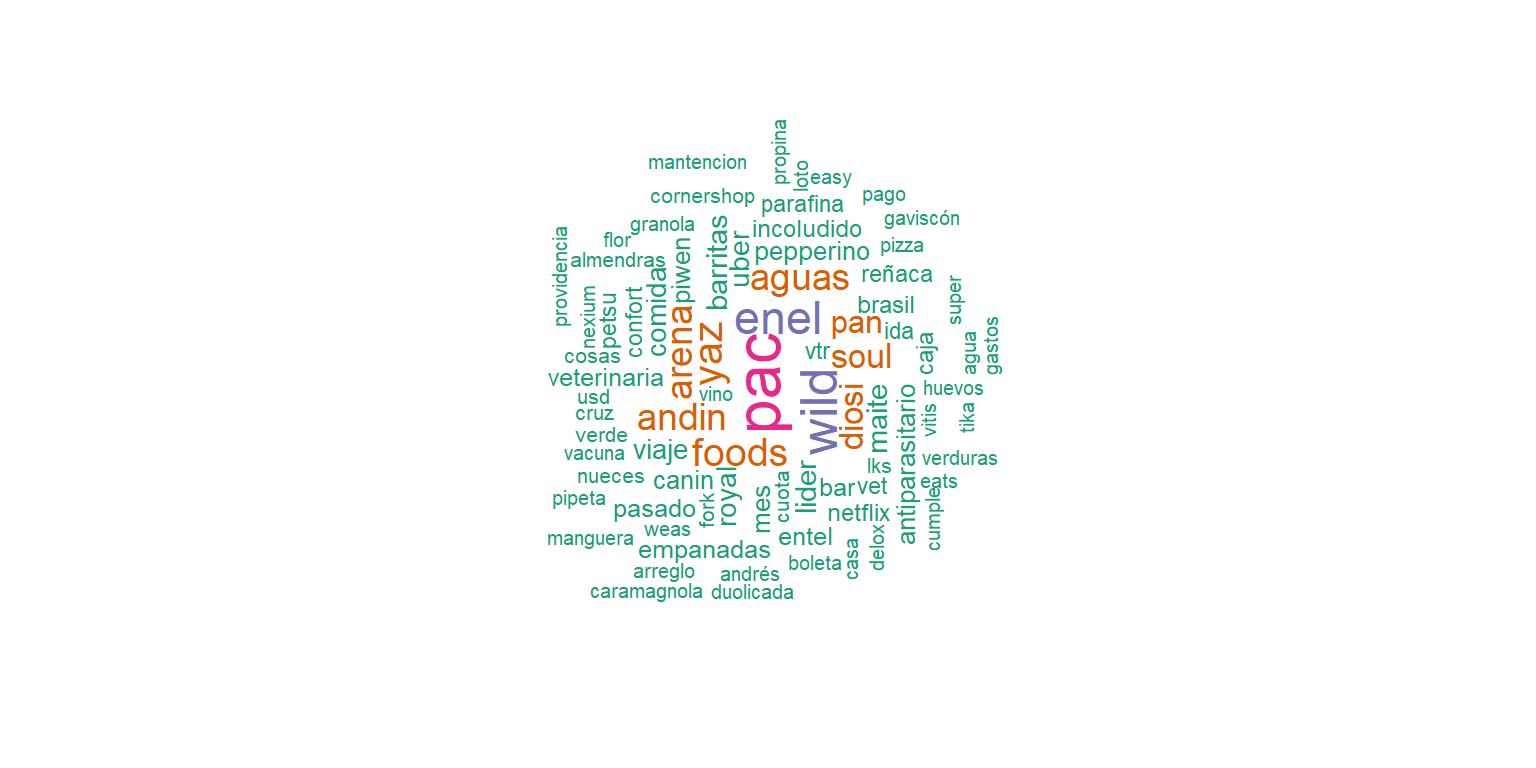 propina
mantencion
loto
easy
cornershop
parafina
pago
granola
barritas
incoludido
gaviscón
providencia
flor
piwen
uber
pepperino
pizza
almendras
comida
aguas
reñaca
nexium
petsu
confort
arena
yaz
enel
brasil
super
pan
ida
cosas
vtr
soul
caja
agua
gastos
veterinaria
vino
pac
wild
diosi
maite
antiparasitario
huevos
usd
cruz
andin
vitis
tika
verde
vacuna
viaje
foods
lks
verduras
nueces
canin
royal
lider
bar
vet
eats
pipeta
pasado
fork
mes
cuota
netflix
cumple
weas
manguera
empanadas
entel
casa
delox
arreglo
andrés
boleta
caramagnola
duolicada